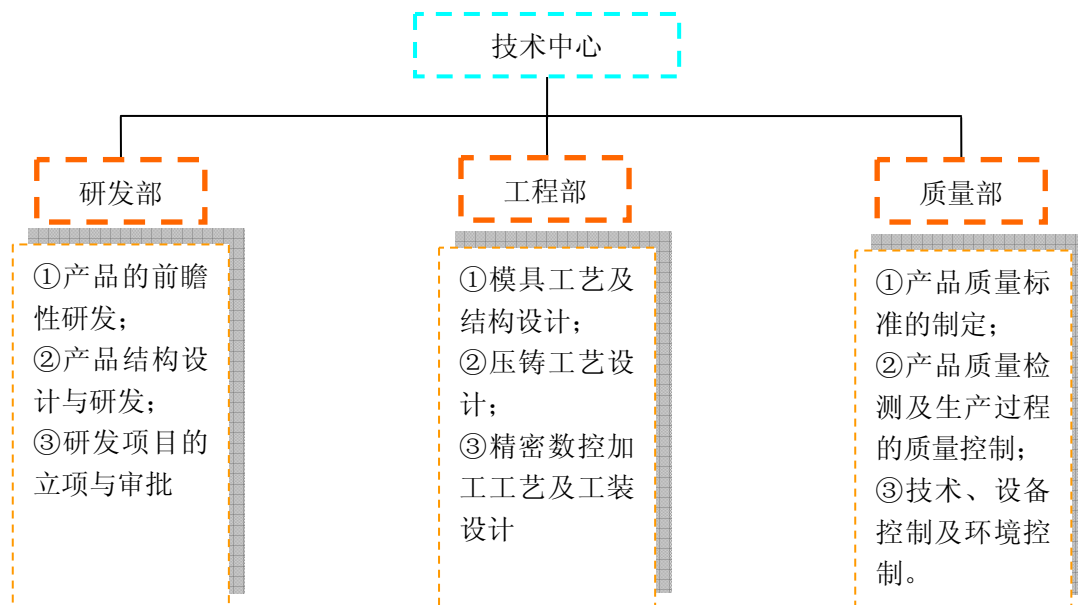 技术中心
研发部
工程部
质量部
①产品的前瞻
性研发；
②产品结构设
计与研发；
③研发项目的
立项与审批
①模具工艺及
结构设计；
②压铸工艺设
计；
③精密数控加
工工艺及工装
设计
①产品质量标
准的制定；
②产品质量检
测及生产过程
的质量控制；
③技术、设备
控制及环境控
制。